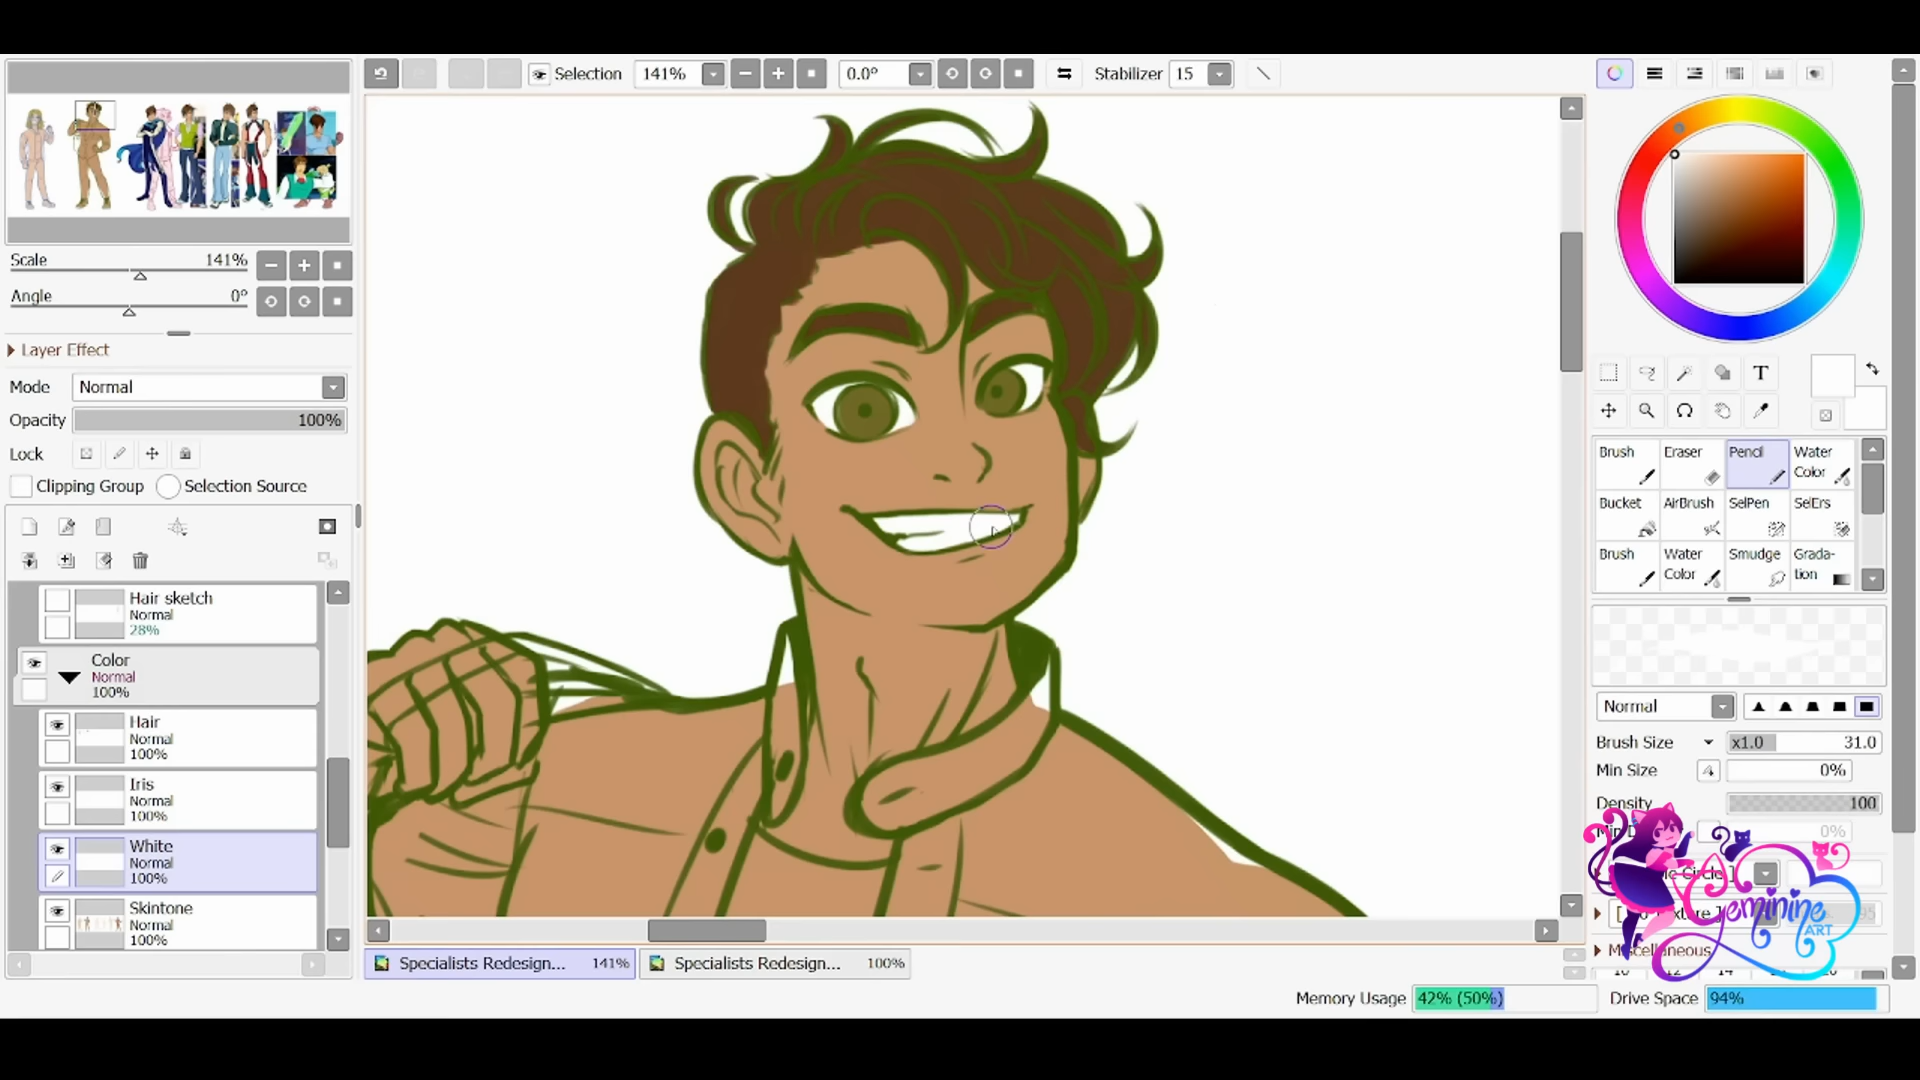 Selection
141%
0.0°
Stabilizer
15
Scale
141%
Angle
0°
Layer Effect
Mode
Normal
Opacity
100%
Lock
Clipping Group
Selection Source
Hair sketch
Normal
28%
Color
Normal
100%
Hair
Normal
100%
Iris
Normal
100%
White
Normal
100%
Skintone
Normal
100%
T
Brush
Eraser
Pencil
Water
Color
Bucket
AirBrush
SelPen
SelErs
Brush
Water
Color
Smudge
Grada-
tion
Normal
Brush Size
x1.0
31.0
Min Size
0%
Density
100
0%
Geminine
ART
Miscellaneous
Specialists Redesign...
141%
Specialists Redesign...
100%
Memory Usage
42% (50%)
Drive Space
94%